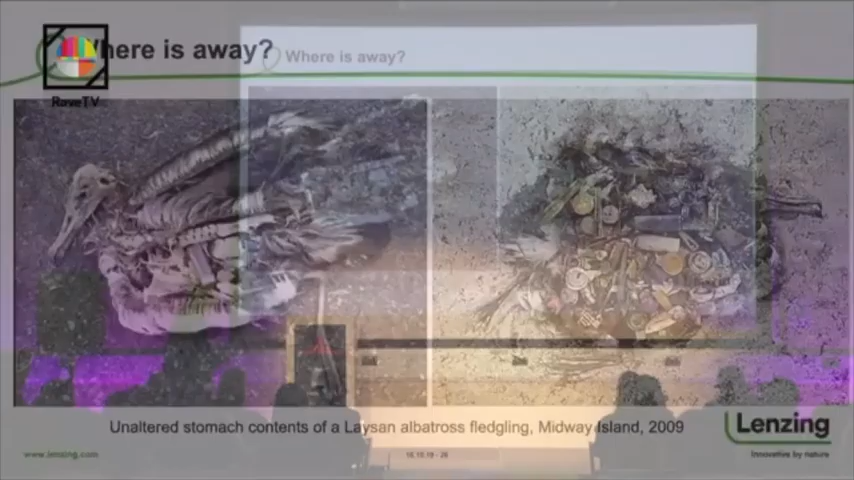 Where is away?
Where is away?
RaveTV
Unaltered stomach contents of a Laysan albatross fledgling, Midway Island, 2009
Lenzing
Innovative by nature
www.lenzing.com